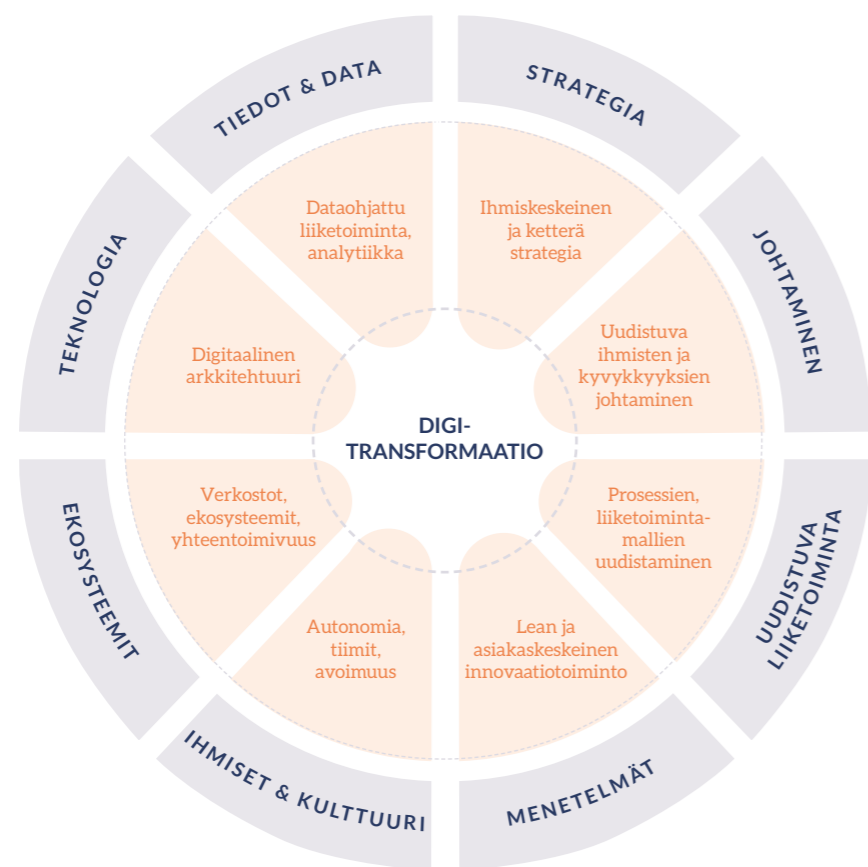 TIEDOT & DATA
STRATEGIA
JOHTAMINEN
UUDISTUVA
LIIKETOIMINTA
MENETELMÄT
IHMISET & KULTTUURI
EKOSYSTEEMIT
TEKNOLOGIA
Dataohjattu
liiketoiminta,
analytiikka
Ihmiskeskeinen
ja ketterä
strategia
Uudistuva
ihmisten ja
kyvykkyyksien
johtaminen
Prosessien,
liiketoiminta-
mallien
uudistaminen
Lean ja
asiakaskeskeinen
innovaatiotoiminto
Autonomia,
tiimit,
avoimuus
Verkostot,
ekosysteemit,
yhteentoimivuus
Digitaalinen
arkkitehtuuri
DIGI-
TRANSFORMAATIO